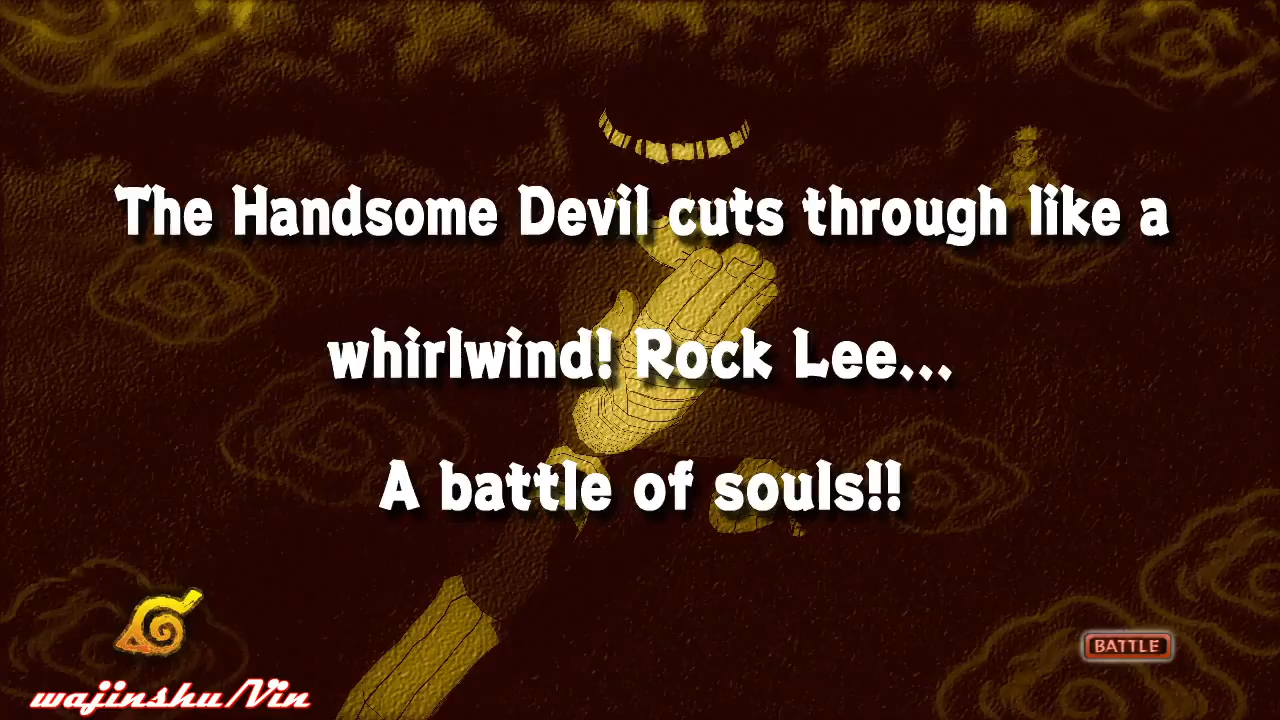 The Handsome Devil cuts through like a
whirlwind! Rock Lee...
A battle of souls!!
BATTLE
wajinshu/Vin